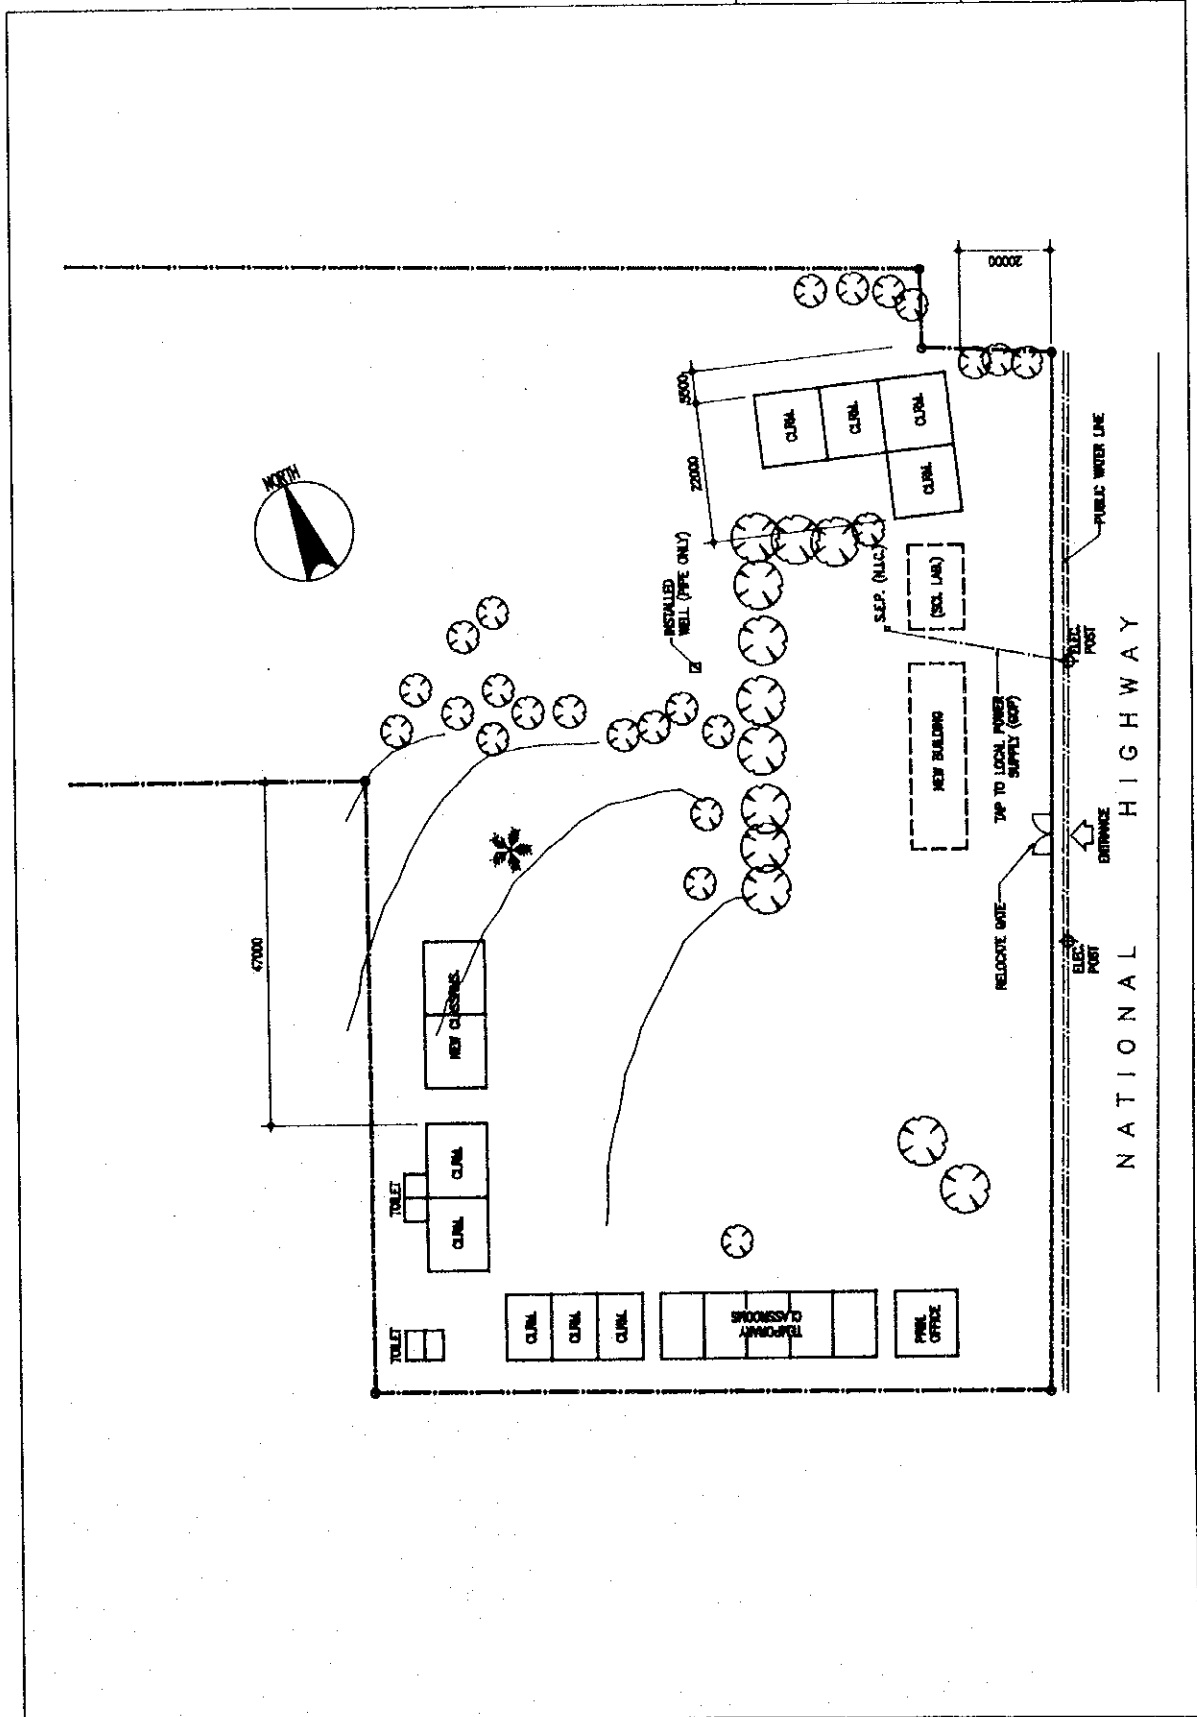 NORTH
20000
5500
22000
47000
CLRM.
CLRM.
CLRM.
CLRM.
INSTALLED
WELL (PIPE ONLY)
S.E.P. (N.I.C.)
(SCI. LAB.)
NEW BUILDING
PUBLIC WATER LINE
ELEC.
POST
TAP TO LOCAL POWER
SUPPLY (GOP)
RELOCATE GATE
ENTRANCE
ELEC.
POST
NATIONAL HIGHWAY
NEW CLASSRMS.
TOILET
CLRM.
CLRM.
TOILET
CLRM.
CLRM.
CLRM.
TEMPORARY
CLASSROOMS
PRIN.
OFFICE